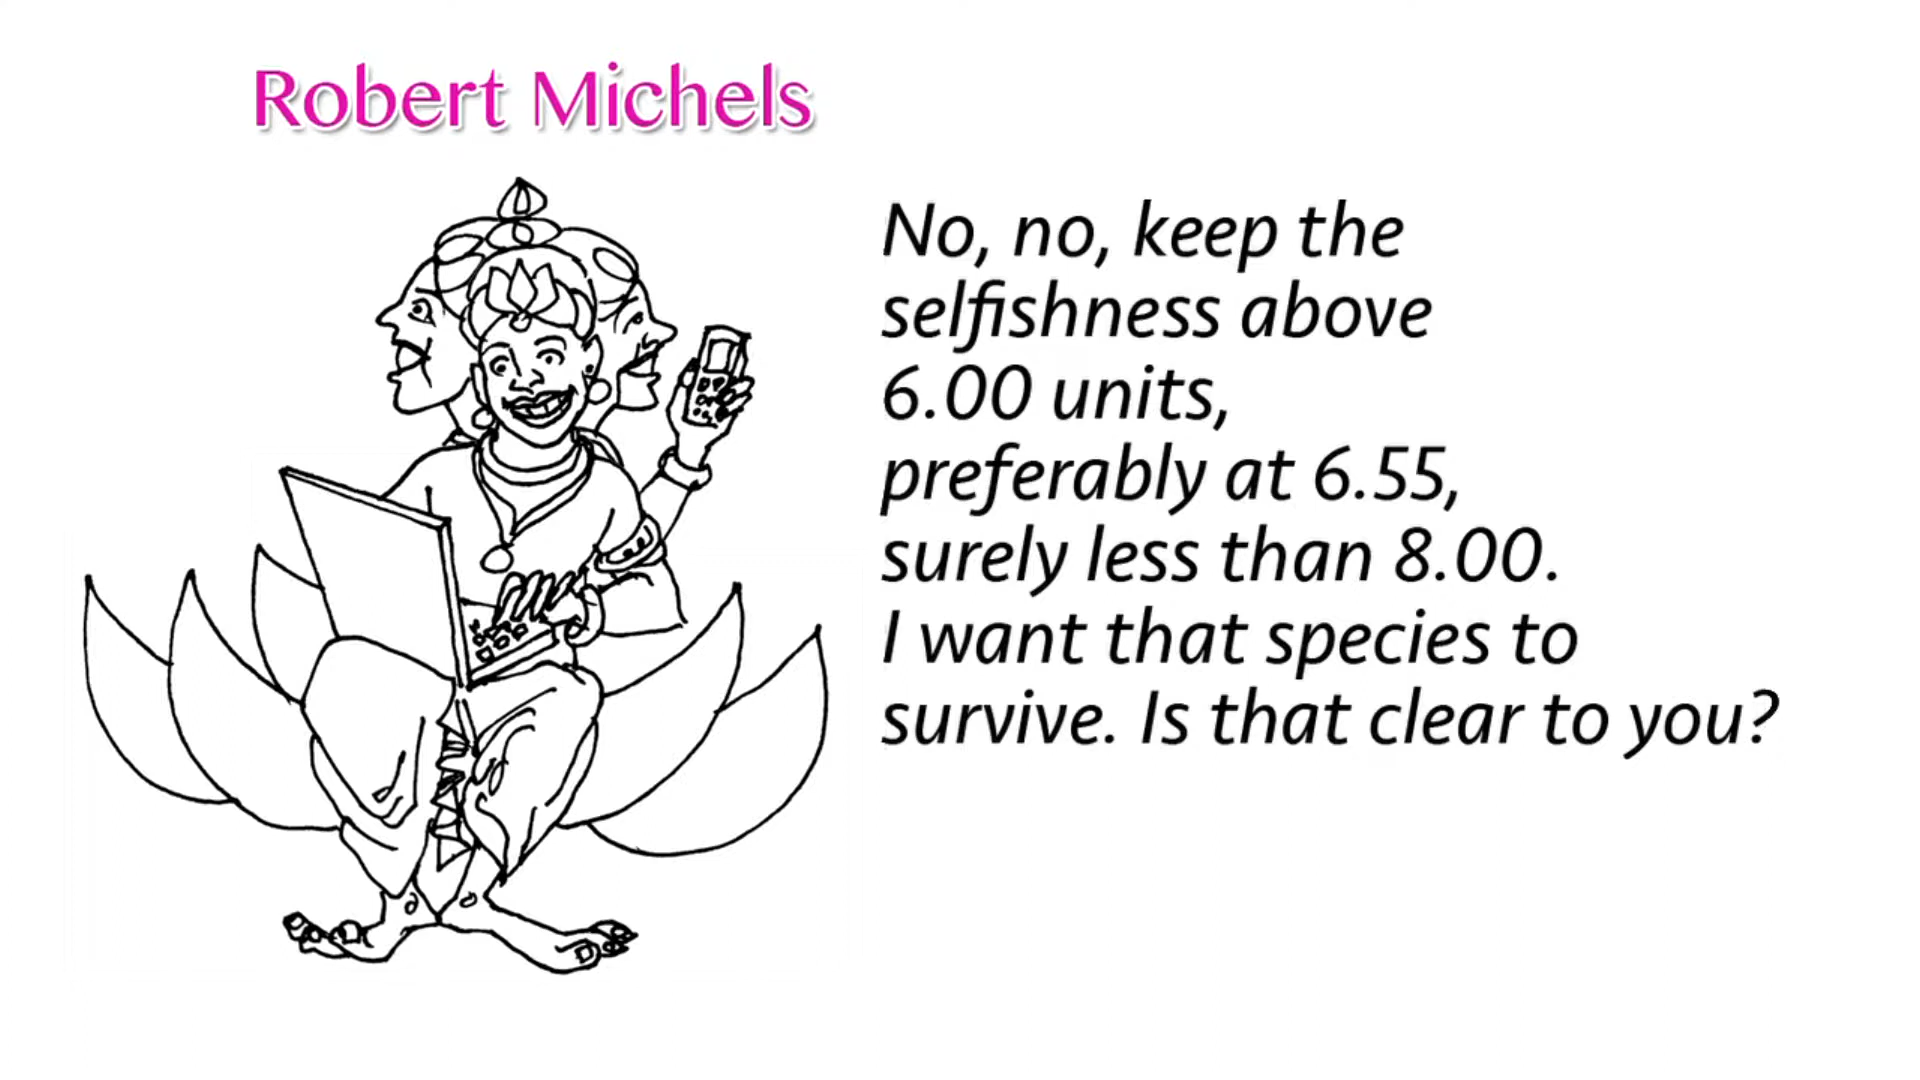 Robert Michels
No, no, keep the
selfishness above
6.00 units,
preferably at 6.55,
surely less than 8.00.
I want that species to
survive. Is that clear to you?